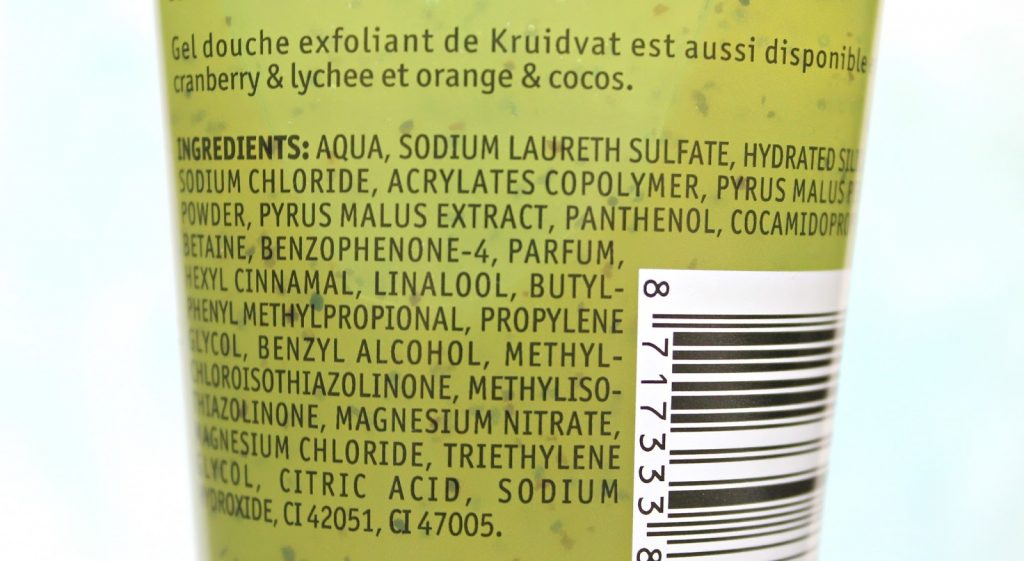 Gel douche exfoliant de Kruidvat est aussi disponible
cranberry & lychee et orange & cocos.
INGREDIENTS: AQUA, SODIUM LAURETH SULFATE, HYDRATED
SODIUM CHLORIDE, ACRYLATES COPOLYMER, PYRUS MALUS
POWDER, PYRUS MALUS EXTRACT, PANTHENOL, COCAMIDOPRO
BETAINE, BENZOPHENONE-4, PARFUM,
HEXYL CINNAMAL, LINALOOL, BUTYL-
PHENYL METHYLPROPIONAL, PROPYLENE
GLYCOL, BENZYL ALCOHOL, METHYL-
CHLOROISOTHIAZOLINONE, METHYLISO-
THIAZOLINONE, MAGNESIUM NITRATE,
MAGNESIUM CHLORIDE, TRIETHYLENE
GLYCOL, CITRIC ACID, SODIUM
HYDROXIDE, CI 42051, CI 47005.
8 717333 8